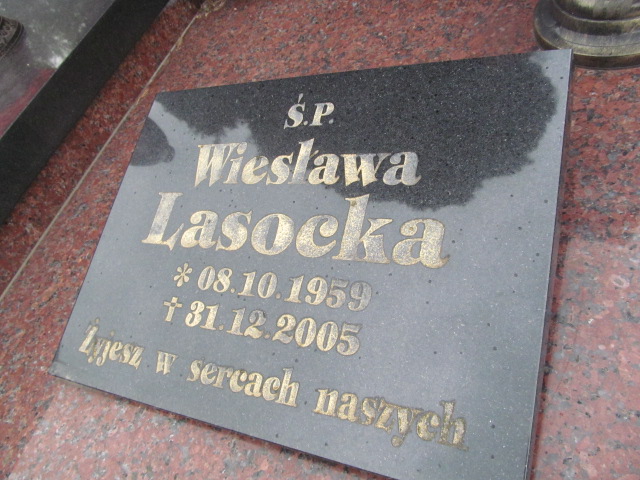 Ś.P.
Wiesława
Lasocka
* 08.10.1959
† 31.12.2005
Żyjesz w sercach naszych